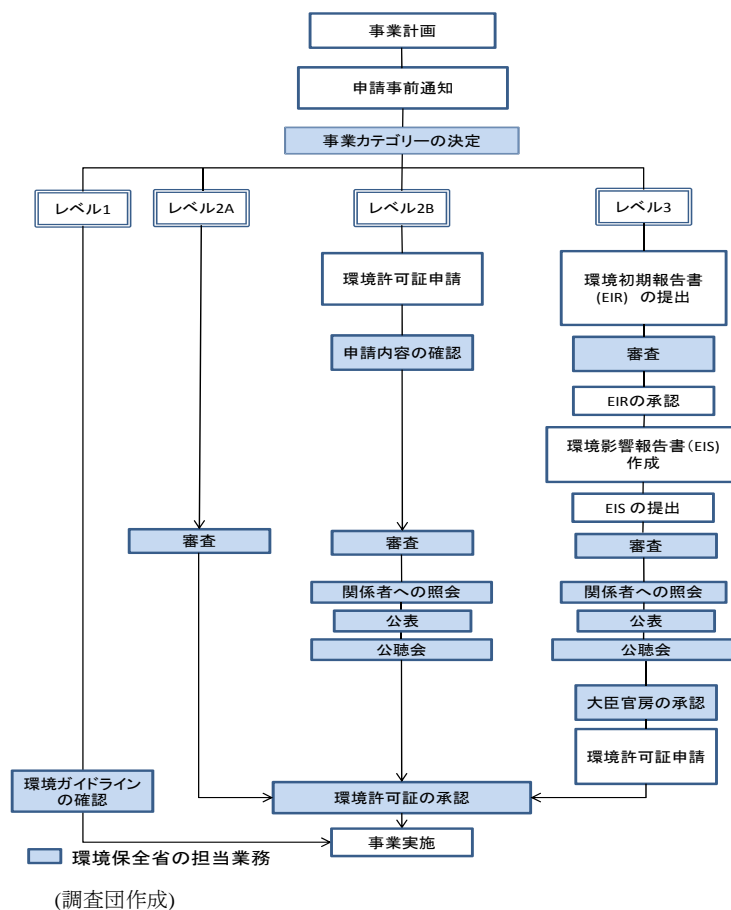 事業計画
申請事前通知
事業カテゴリーの決定
レベル1
レベル2A
レベル2B
レベル3
環境許可証申請
環境初期報告書
(EIR) の提出
申請内容の確認
審査
EIRの承認
環境影響報告書(EIS)
作成
EIS の提出
審査
審査
審査
関係者への照会
関係者への照会
公表
公表
公聴会
公聴会
大臣官房の承認
環境許可証申請
環境ガイドライン
の確認
環境許可証の承認
事業実施
環境保全省の担当業務
(調査団作成)